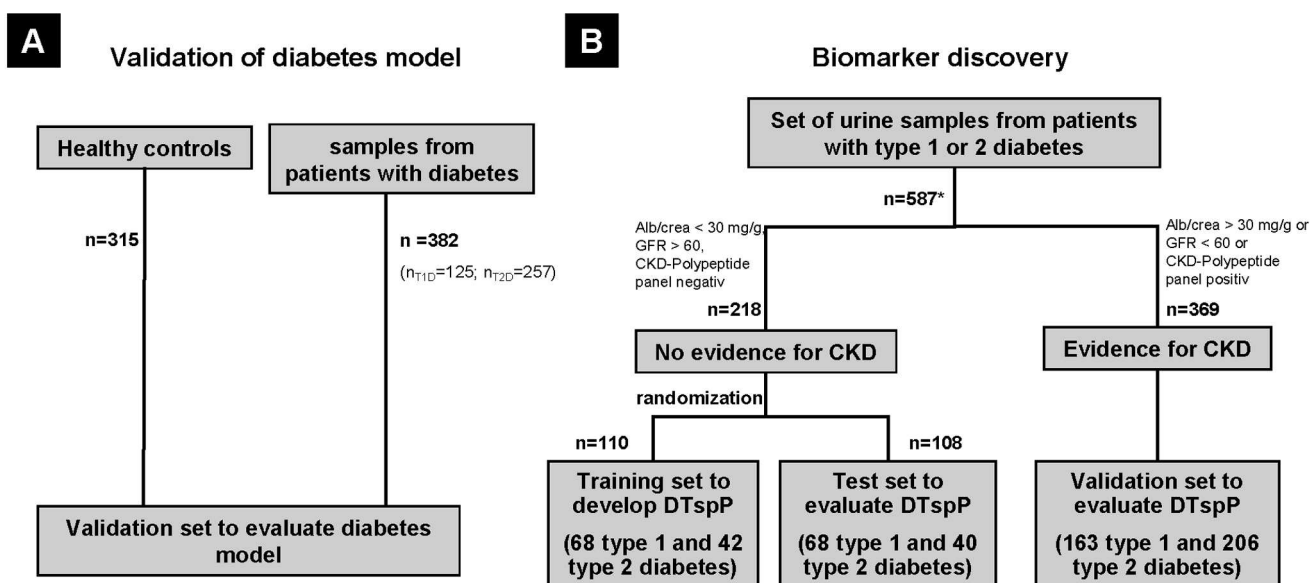 A
Validation of diabetes model
Healthy controls
samples from
patients with diabetes
n=315
n =382
(nT1D=125; nT2D=257)
Validation set to evaluate diabetes
model
B
Biomarker discovery
Set of urine samples from patients
with type 1 or 2 diabetes
n=587*
Alb/crea < 30 mg/g,
GFR > 60,
CKD-Polypeptide
panel negativ
n=218
Alb/crea > 30 mg/g or
GFR < 60 or
CKD-Polypeptide
panel positiv
n=369
No evidence for CKD
Evidence for CKD
randomization
n=110
n=108
Training set to
develop DTspP
(68 type 1 and 42
type 2 diabetes)
Test set to
evaluate DTspP
(68 type 1 and 40
type 2 diabetes)
Validation set to
evaluate DTspP
(163 type 1 and 206
type 2 diabetes)